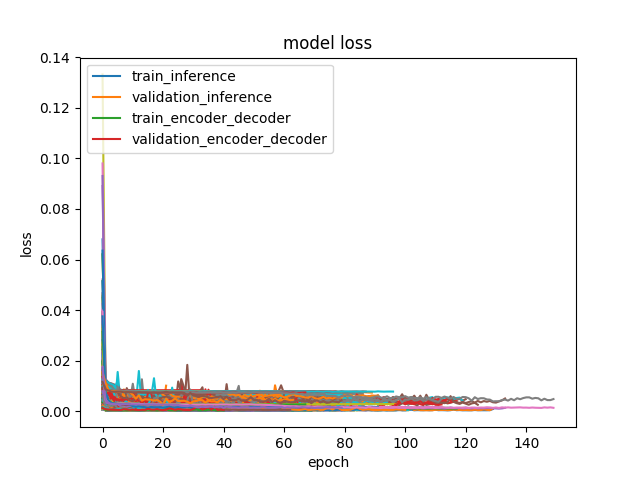 model loss
0.14
0.12
0.10
0.08
0.06
0.04
0.02
0.00
loss
train_inference
validation_inference
train_encoder_decoder
validation_encoder_decoder
0 20 40 60 80 100 120 140
epoch